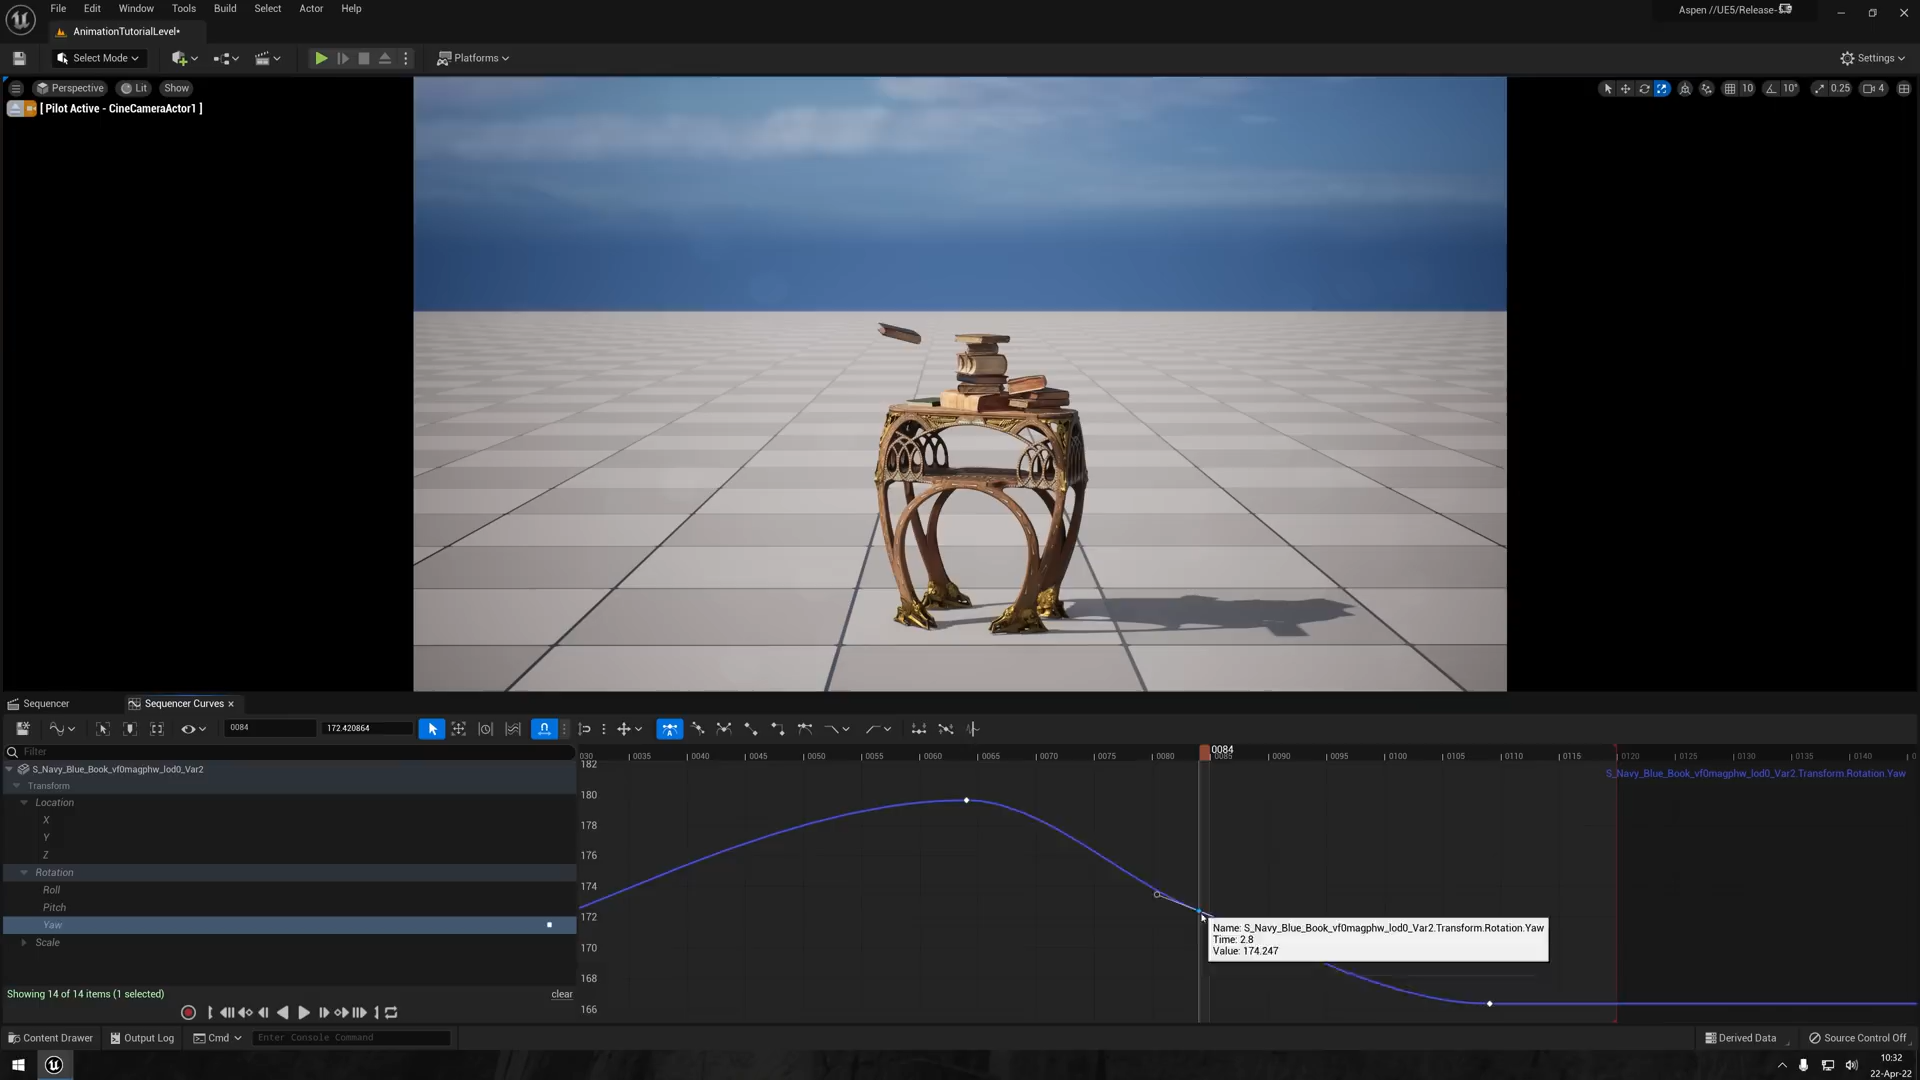 File Edit Window Tools Build Select Actor Help
Aspen //UE5/Release-
AnimationTutorialLevel*
Select Mode
Platforms
Settings
Perspective Lit Show
10 10° 0.25 4
[ Pilot Active - CineCameraActor1 ]
Sequencer
Sequencer Curves
0084 172.420864
Filter
0084
030 0035 0040 0045 0050 0055 0060 0065 0070 0075 0080 0085 0090 0095 0100 0105 0110 0115 0120 0125 0130 0135 0140
S_Navy_Blue_Book_vf0magphw_lod0_Var2
S_Navy_Blue_Book_vf0magphw_lod0_Var2.Transform.Rotation.Yaw
Transform
Location
X
Y
Z
Rotation
Roll
Pitch
Yaw
Scale
182
180
178
176
174
172
170
168
166
Name: S_Navy_Blue_Book_vf0magphw_lod0_Var2.Transform.Rotation.Yaw
Time: 2.8
Value: 174.247
Showing 14 of 14 items (1 selected) clear
Content Drawer Output Log Cmd Enter Console Command
Derived Data Source Control Off
10:32
22-Apr-22